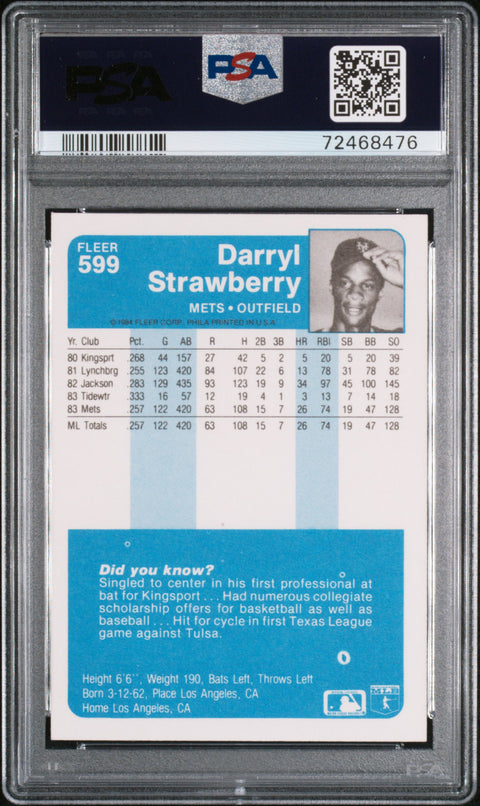 PSA
PSA
72468476
FLEER
599
Darryl
Strawberry
METS • OUTFIELD
© 1984 FLEER CORP. PHILA PRINTED IN U.S.A.
Yr. Club Pct. G AB R H 2B 3B HR RBI SB BB SO
80 Kingsprt .268 44 157 27 42 5 2 5 20 5 20 39
81 Lynchbrg .255 123 420 84 107 22 6 13 78 31 78 82
82 Jackson .283 129 435 93 123 19 9 34 97 45 100 145
83 Tidewtr .333 16 57 12 19 4 1 3 13 7 14 18
83 Mets .257 122 420 63 108 15 7 26 74 19 47 128
ML Totals .257 122 420 63 108 15 7 26 74 19 47 128
Did you know?
Singled to center in his first professional at
bat for Kingsport . . . Had numerous collegiate
scholarship offers for basketball as well as
baseball . . . Hit for cycle in first Texas League
game against Tulsa.
Height 6'6'', Weight 190, Bats Left, Throws Left
Born 3-12-62, Place Los Angeles, CA
Home Los Angeles, CA
MLB
PSA